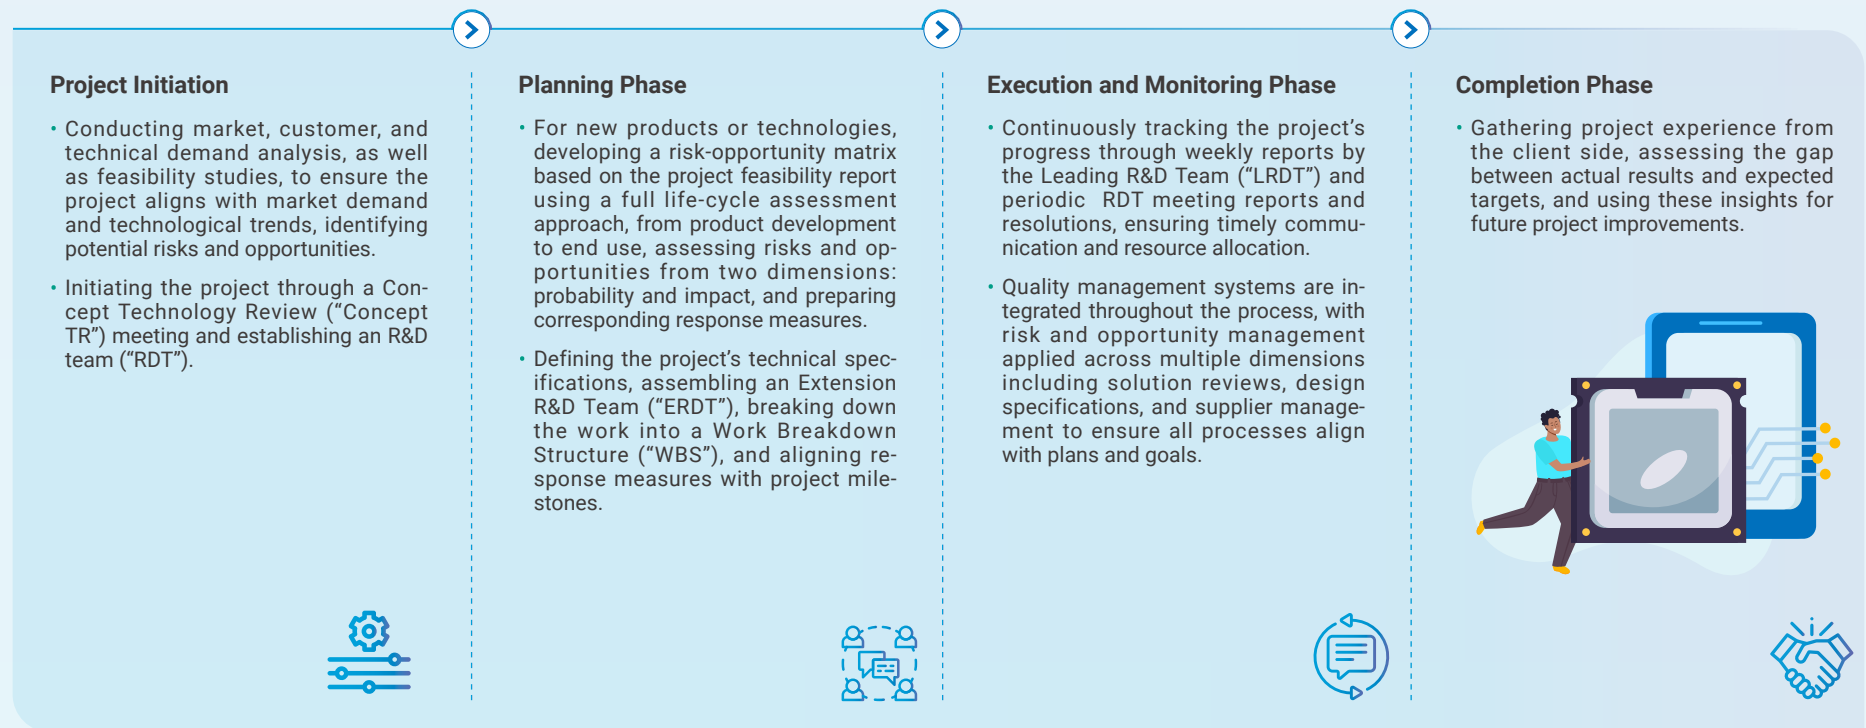 Project Initiation
• Conducting market, customer, and
technical demand analysis, as well
as feasibility studies, to ensure the
project aligns with market demand
and technological trends, identifying
potential risks and opportunities.
• Initiating the project through a Con-
cept Technology Review (“Concept
TR”) meeting and establishing an R&D
team (“RDT”).
Planning Phase
• For new products or technologies,
developing a risk-opportunity matrix
based on the project feasibility report
using a full life-cycle assessment
approach, from product development
to end use, assessing risks and op-
portunities from two dimensions:
probability and impact, and preparing
corresponding response measures.
• Defining the project’s technical spec-
ifications, assembling an Extension
R&D Team (“ERDT”), breaking down
the work into a Work Breakdown
Structure (“WBS”), and aligning re-
sponse measures with project mile-
stones.
Execution and Monitoring Phase
• Continuously tracking the project’s
progress through weekly reports by
the Leading R&D Team (“LRDT”) and
periodic RDT meeting reports and
resolutions, ensuring timely commu-
nication and resource allocation.
• Quality management systems are in-
tegrated throughout the process, with
risk and opportunity management
applied across multiple dimensions
including solution reviews, design
specifications, and supplier manage-
ment to ensure all processes align
with plans and goals.
Completion Phase
• Gathering project experience from
the client side, assessing the gap
between actual results and expected
targets, and using these insights for
future project improvements.